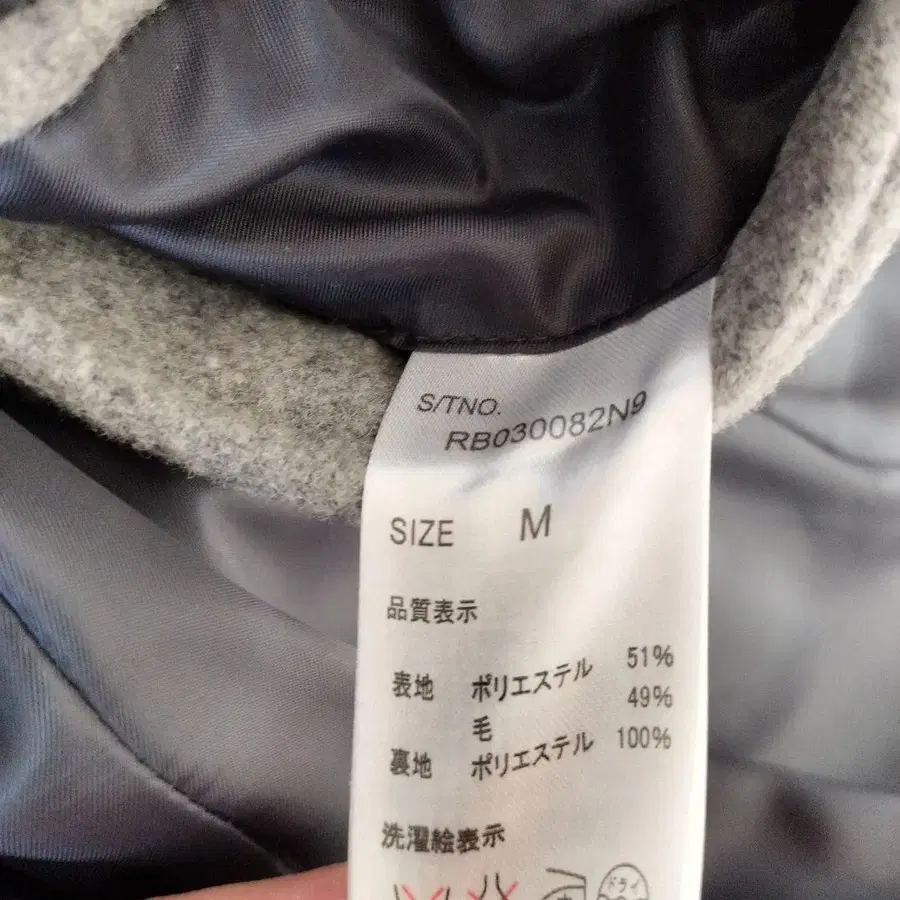 S/TNO.
RB030082N9
SIZE M
品質表示
表地 ポリエステル 51%
毛 49%
裏地 ポリエステル 100%
洗濯絵表示
ドライ